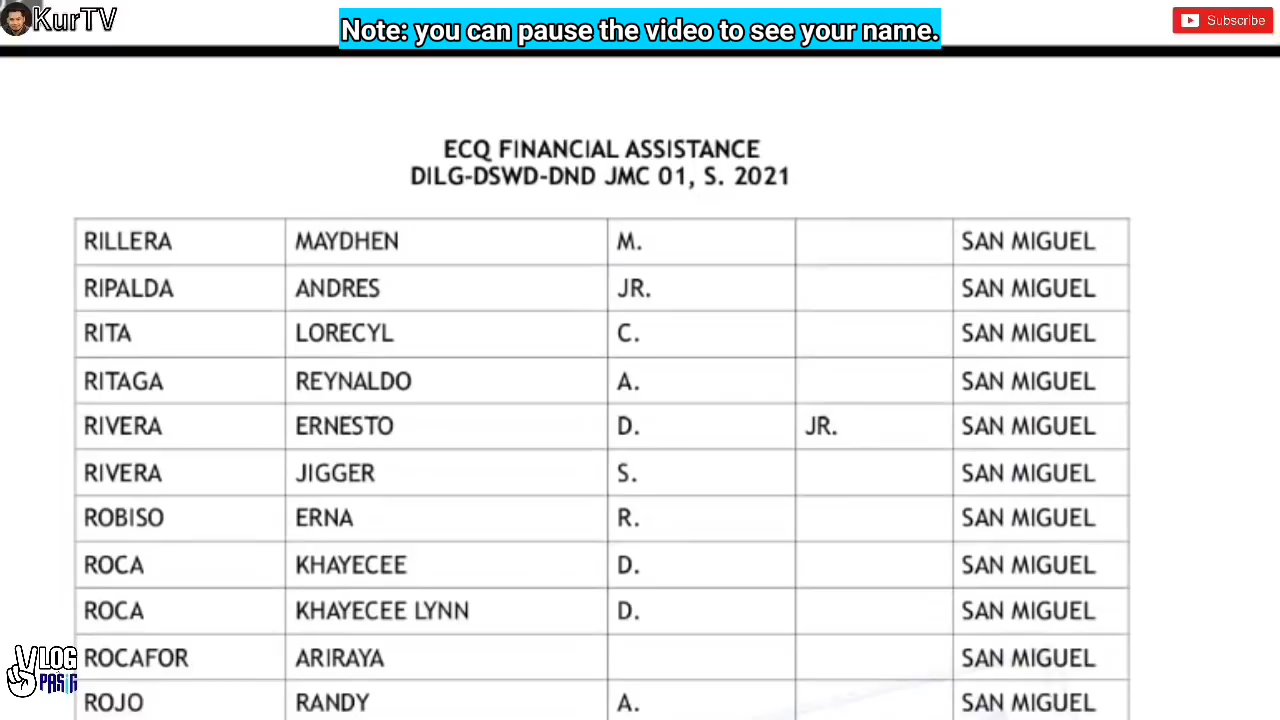 KurTV
Note: you can pause the video to see your name.
Subscribe
ECQ FINANCIAL ASSISTANCE
DILG-DSWD-DND JMC 01, S. 2021
RILLERA MAYDHEN M. SAN MIGUEL
RIPALDA ANDRES JR. SAN MIGUEL
RITA LORECYL C. SAN MIGUEL
RITAGA REYNALDO A. SAN MIGUEL
RIVERA ERNESTO D. JR. SAN MIGUEL
RIVERA JIGGER S. SAN MIGUEL
ROBISO ERNA R. SAN MIGUEL
ROCA KHAYECEE D. SAN MIGUEL
ROCA KHAYECEE LYNN D. SAN MIGUEL
ROCAFOR ARIRAYA SAN MIGUEL
ROJO RANDY A. SAN MIGUEL
VLOG
PASIG